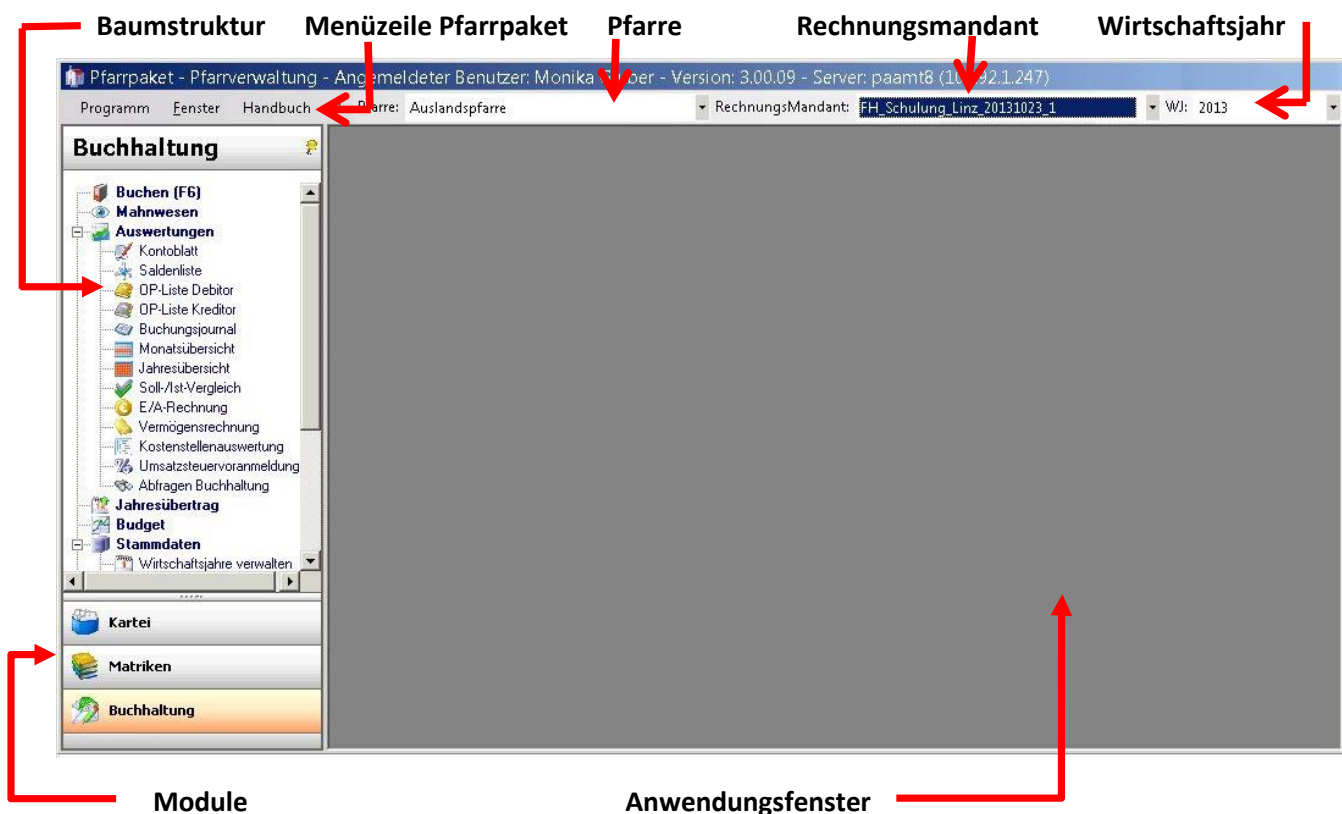 Baumstruktur Menüzeile Pfarrpaket Pfarre Rechnungsmandant Wirtschaftsjahr
Pfarrpaket - Pfarrverwaltung - Angemeldeter Benutzer: Monika - Version: 3.00.09 - Server: paamt8
Programm Fenster Handbuch Pfarre: Auslandspfarre RechnungsMandant: FH_Schulung_Linz_20131023_1 WJ: 2013
Buchhaltung
Buchen (F6)
Mahnwesen
Auswertungen
Kontoblatt
Saldenliste
OP-Liste Debitor
OP-Liste Kreditor
Buchungsjournal
Monatsübersicht
Jahresübersicht
Soll-/Ist-Vergleich
E/A-Rechnung
Vermögensrechnung
Kostenstellenauswertung
Umsatzsteuervoranmeldung
Abfragen Buchhaltung
Jahresübertrag
Budget
Stammdaten
Wirtschaftsjahre verwalten
Kartei
Matriken
Buchhaltung
Module Anwendungsfenster